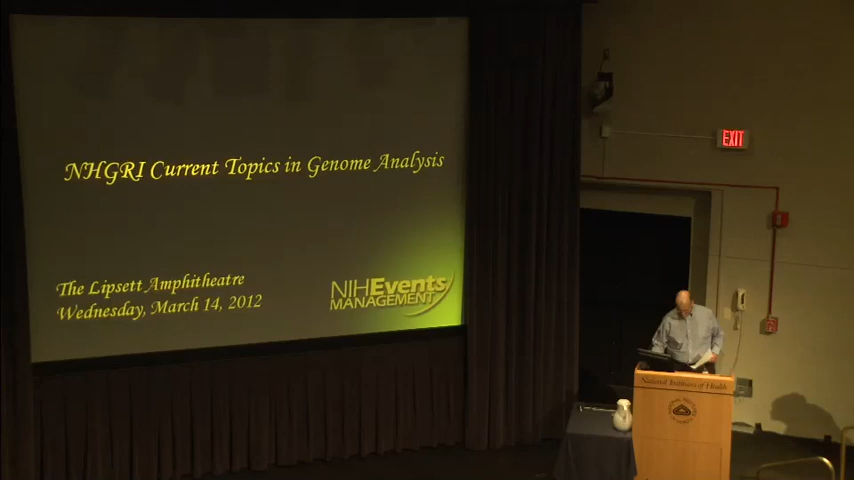 NHGRI Current Topics in Genome Analysis
The Lipsett Amphitheatre
Wednesday, March 14, 2012
NIHEvents
MANAGEMENT
EXIT
National Institutes of Health